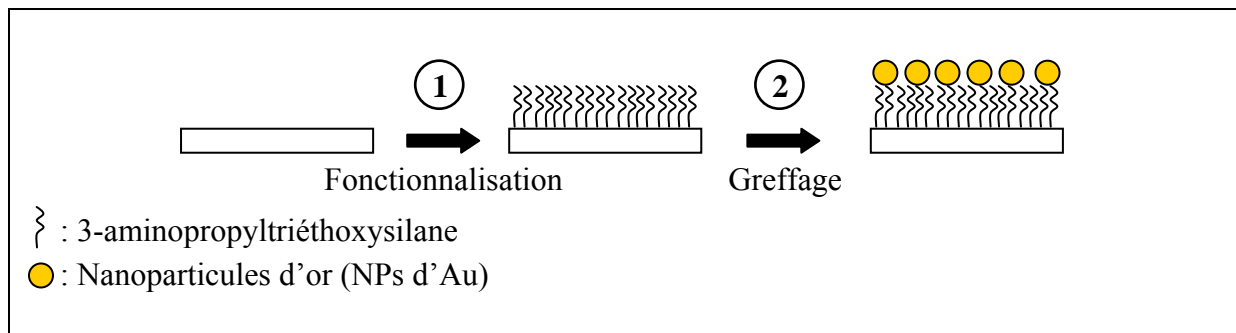 1
2
Fonctionnalisation
Greffage
: 3-aminopropyltriéthoxysilane
: Nanoparticules d’or (NPs d’Au)